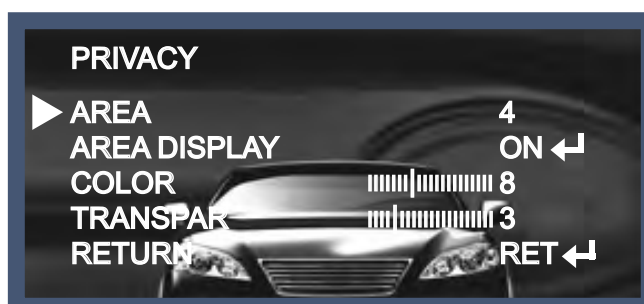 PRIVACY
AREA 4
AREA DISPLAY ON
COLOR 8
TRANSPAR 3
RETURN RET